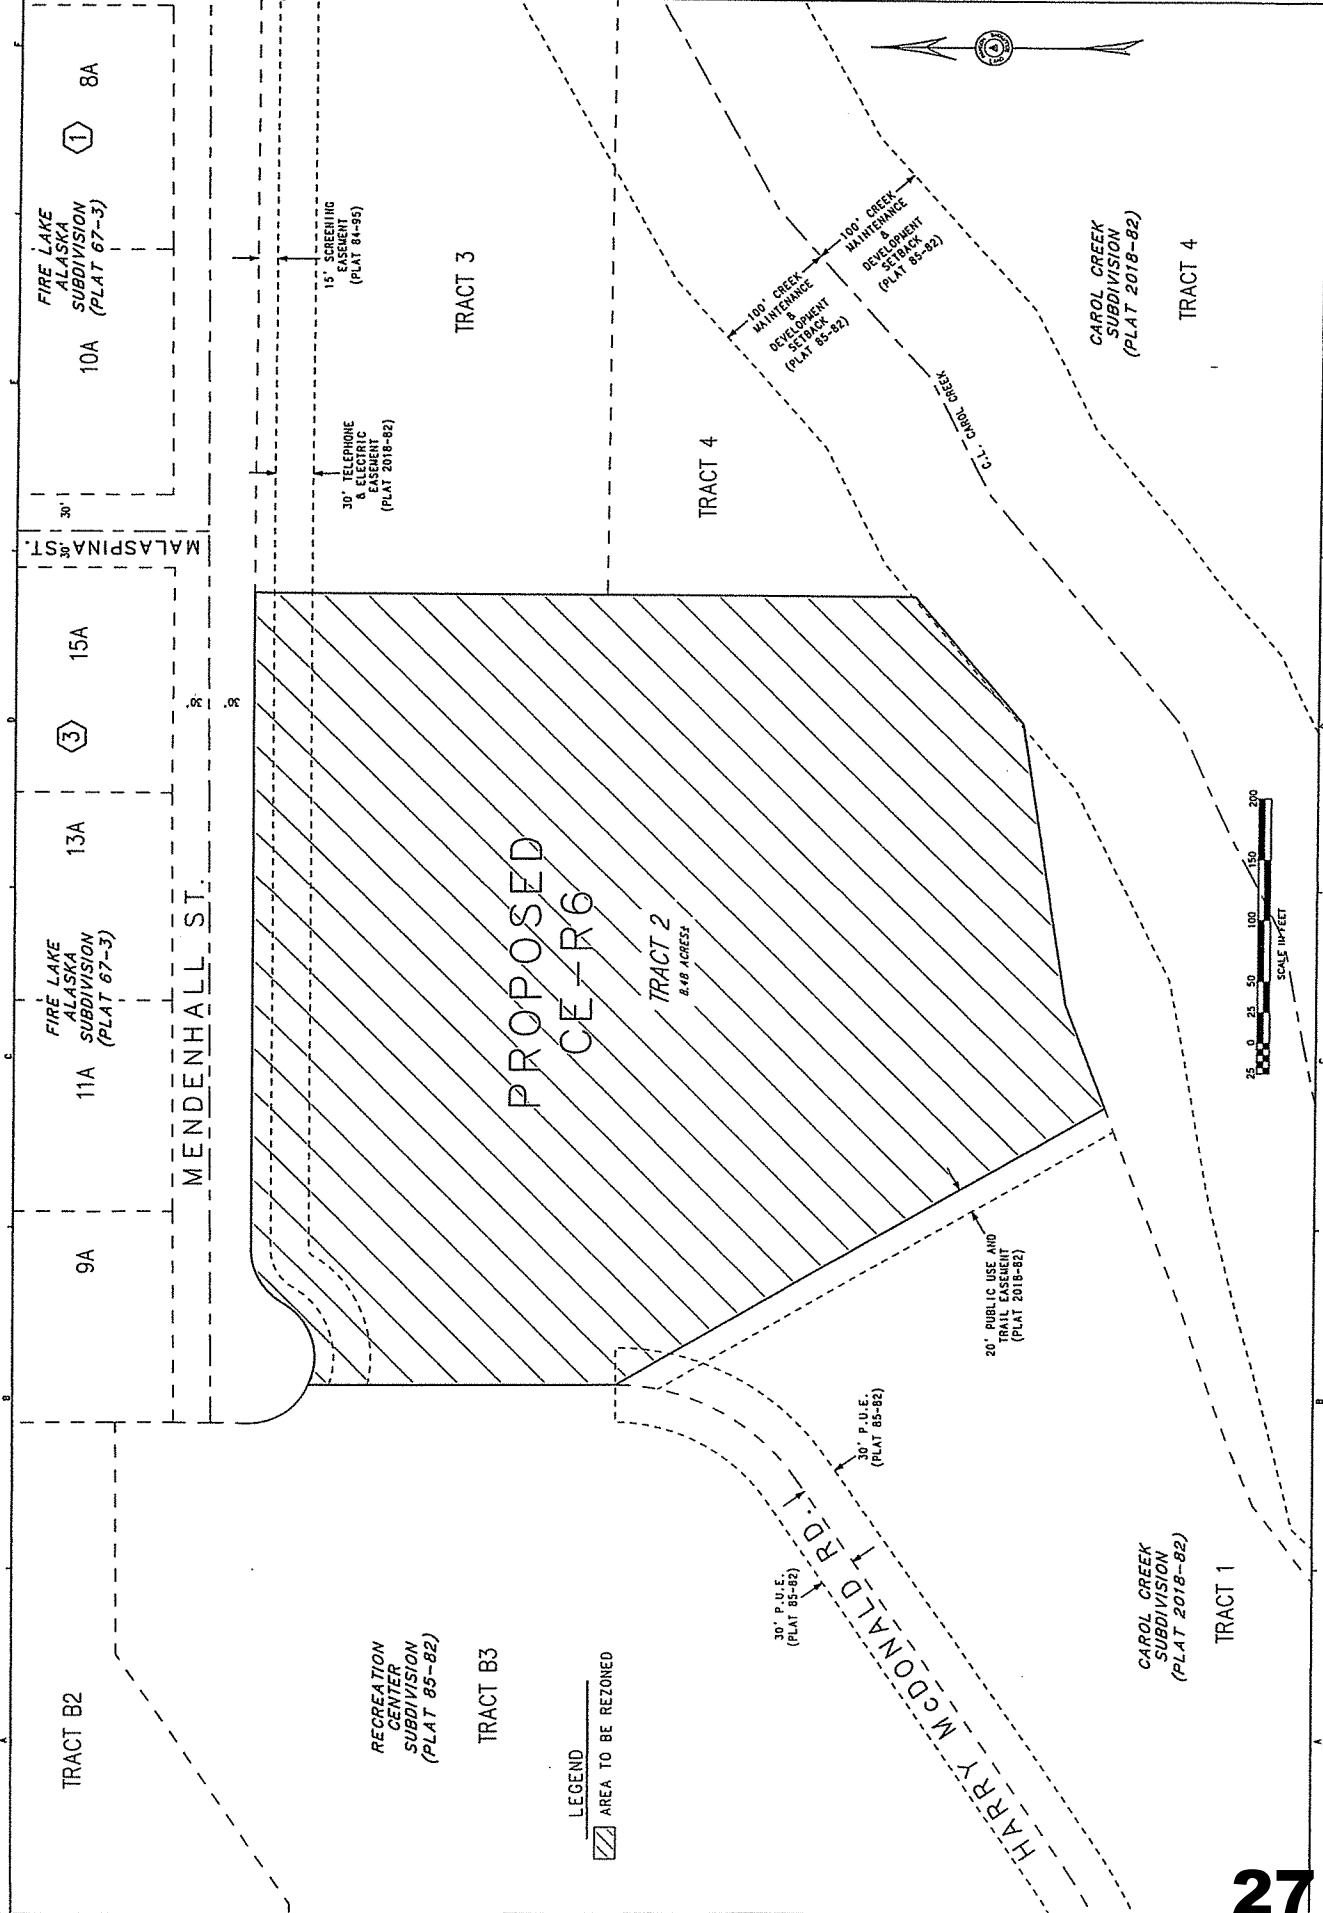 TRACT B2
9A
FIRE LAKE
ALASKA
SUBDIVISION
(PLAT 67-3)
11A
13A
3
15A
MALASPINA ST.
30'
30'
FIRE LAKE
ALASKA
SUBDIVISION
(PLAT 67-3)
10A
1
8A
MENDENHALL ST.
30'
30'
15' SCREENING
EASEMENT
(PLAT 84-95)
30' TELEPHONE
& ELECTRIC
EASEMENT
(PLAT 2018-82)
TRACT 3
TRACT 4
RECREATION
CENTER
SUBDIVISION
(PLAT 85-82)
TRACT B3
PROPOSED
CE-R6
TRACT 2
8.48 ACRES±
100' CREEK
MAINTENANCE
&
DEVELOPMENT
SETBACK
(PLAT 85-82)
100' CREEK
MAINTENANCE
&
DEVELOPMENT
SETBACK
(PLAT 85-82)
C.L. CAROL CREEK
LEGEND
AREA TO BE REZONED
30' P.U.E.
(PLAT 85-82)
30' P.U.E.
(PLAT 85-82)
HARRY McDONALD RD.
20' PUBLIC USE AND
TRAIL EASEMENT
(PLAT 2018-82)
CAROL CREEK
SUBDIVISION
(PLAT 2018-82)
TRACT 1
CAROL CREEK
SUBDIVISION
(PLAT 2018-82)
TRACT 4
25 0 25 50 100 150 200
SCALE IN FEET
A
B
C
D
E
F
A
B
C
27